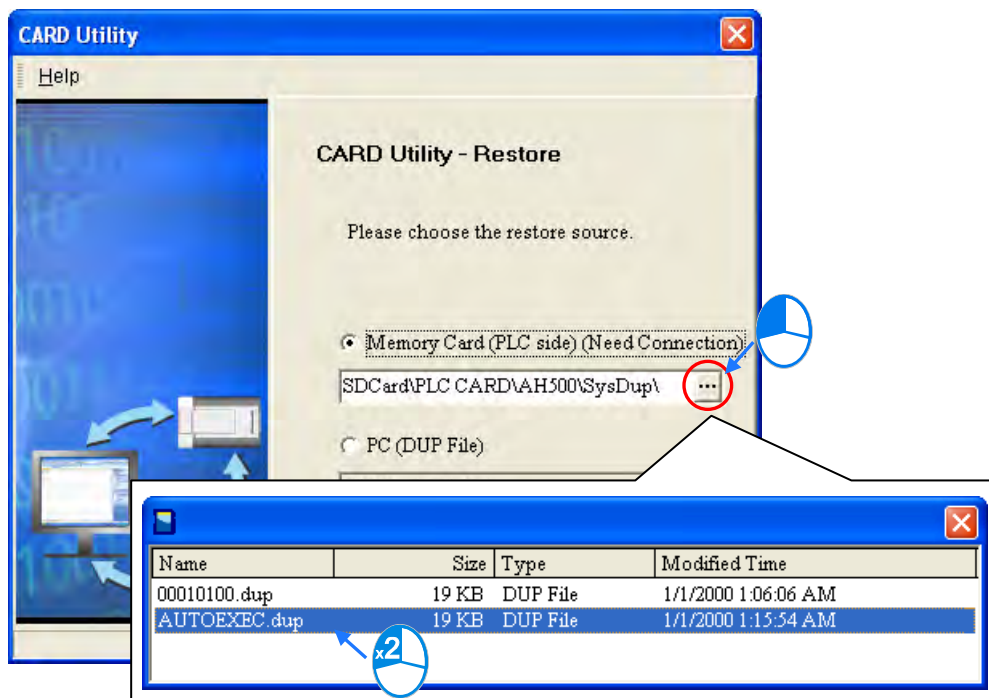 CARD Utility
Help
CARD Utility - Restore
Please choose the restore source.
Memory Card (PLC side) (Need Connection)
SDCard\PLC CARD\AH500\SysDup\ ...
PC (DUP File)
Name Size Type Modified Time
00010100.dup 19 KB DUP File 1/1/2000 1:06:06 AM
AUTOEXEC.dup 19 KB DUP File 1/1/2000 1:15:54 AM
x2